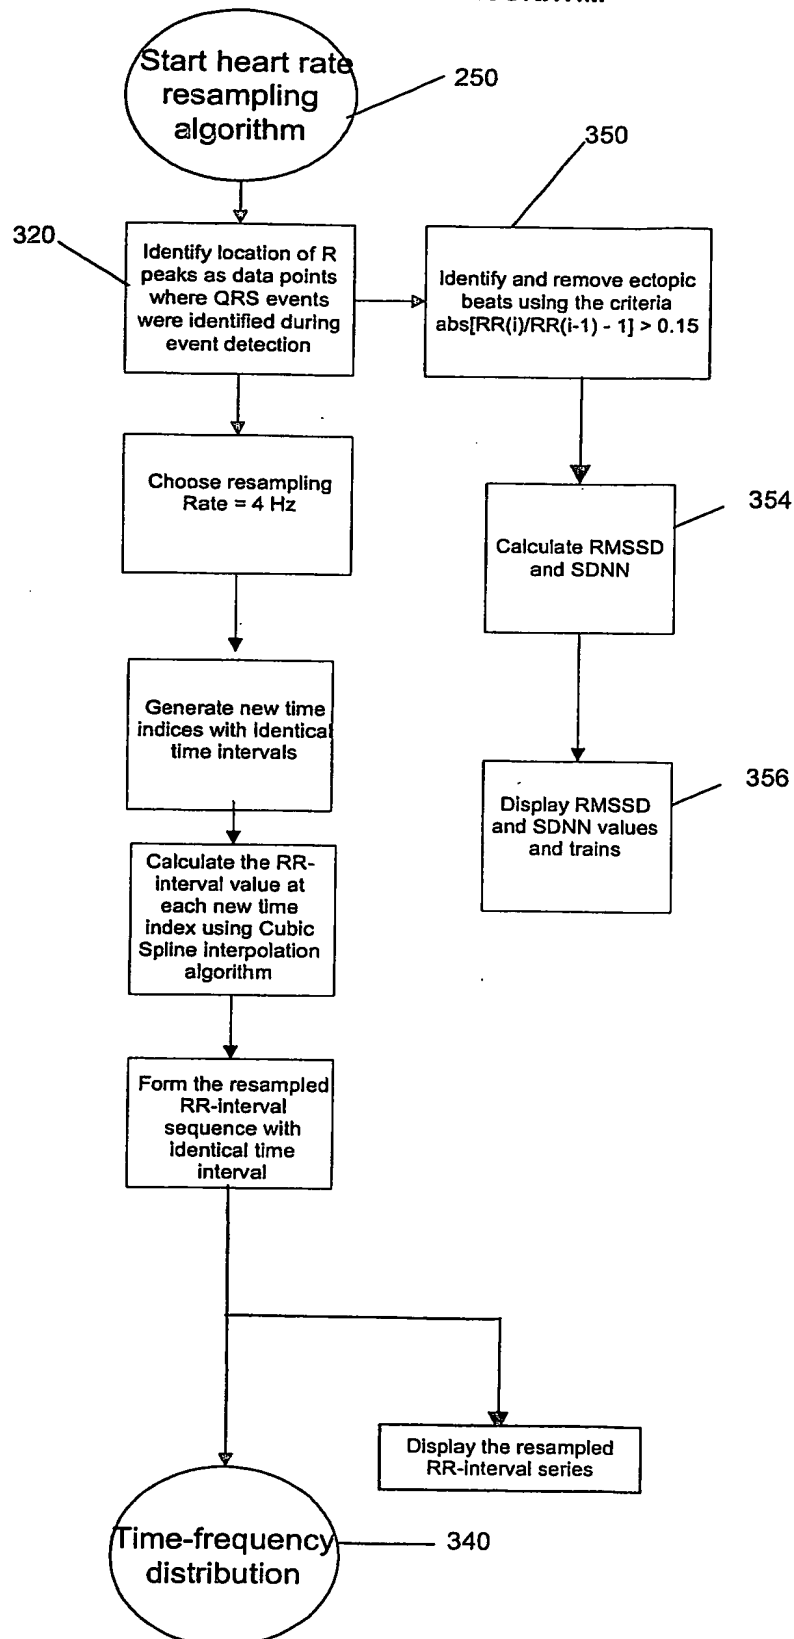 Start heart rate
resampling
algorithm
250
350
320
Identify location of R
peaks as data points
where QRS events
were identified during
event detection
Identify and remove ectopic
beats using the criteria
abs[RR(i)/RR(i-1) - 1] > 0.15
Choose resampling
Rate = 4 Hz
354
Calculate RMSSD
and SDNN
Generate new time
indices with identical
time intervals
356
Display RMSSD
and SDNN values
and trains
Calculate the RR-
interval value at
each new time
index using Cubic
Spline interpolation
algorithm
Form the resampled
RR-interval
sequence with
identical time
interval
Display the resampled
RR-interval series
Time-frequency
distribution
340